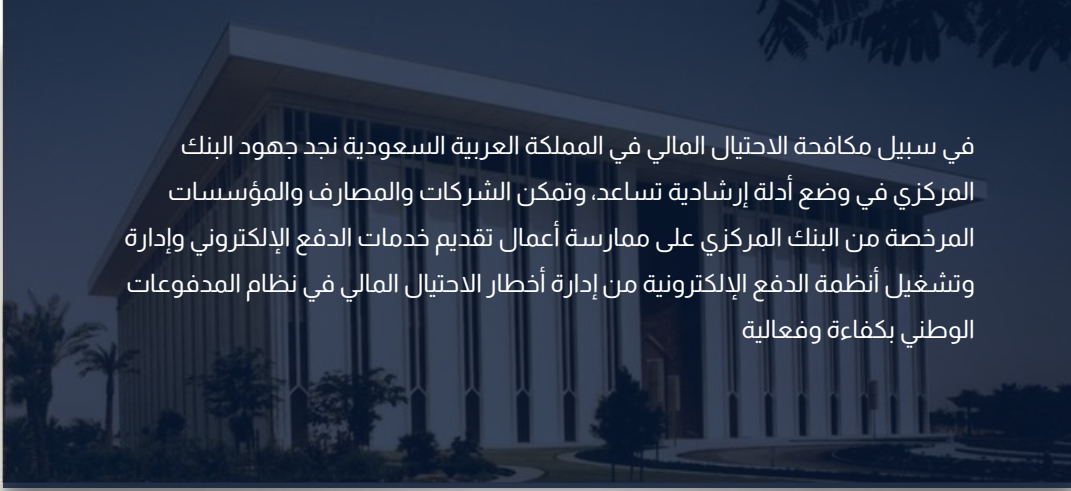 في سبيل مكافحة الاحتيال المالي في المملكة العربية السعودية نجد جهود البنك
المركزي في وضع أدلة إرشادية تساعد، وتمكن الشركات والمصارف والمؤسسات
المرخصة من البنك المركزي على ممارسة أعمال تقديم خدمات الدفع الإلكتروني وإدارة
وتشغيل أنظمة الدفع الإلكترونية من إدارة أخطار الاحتيال المالي في نظام المدفوعات
الوطني بكفاءة وفعالية